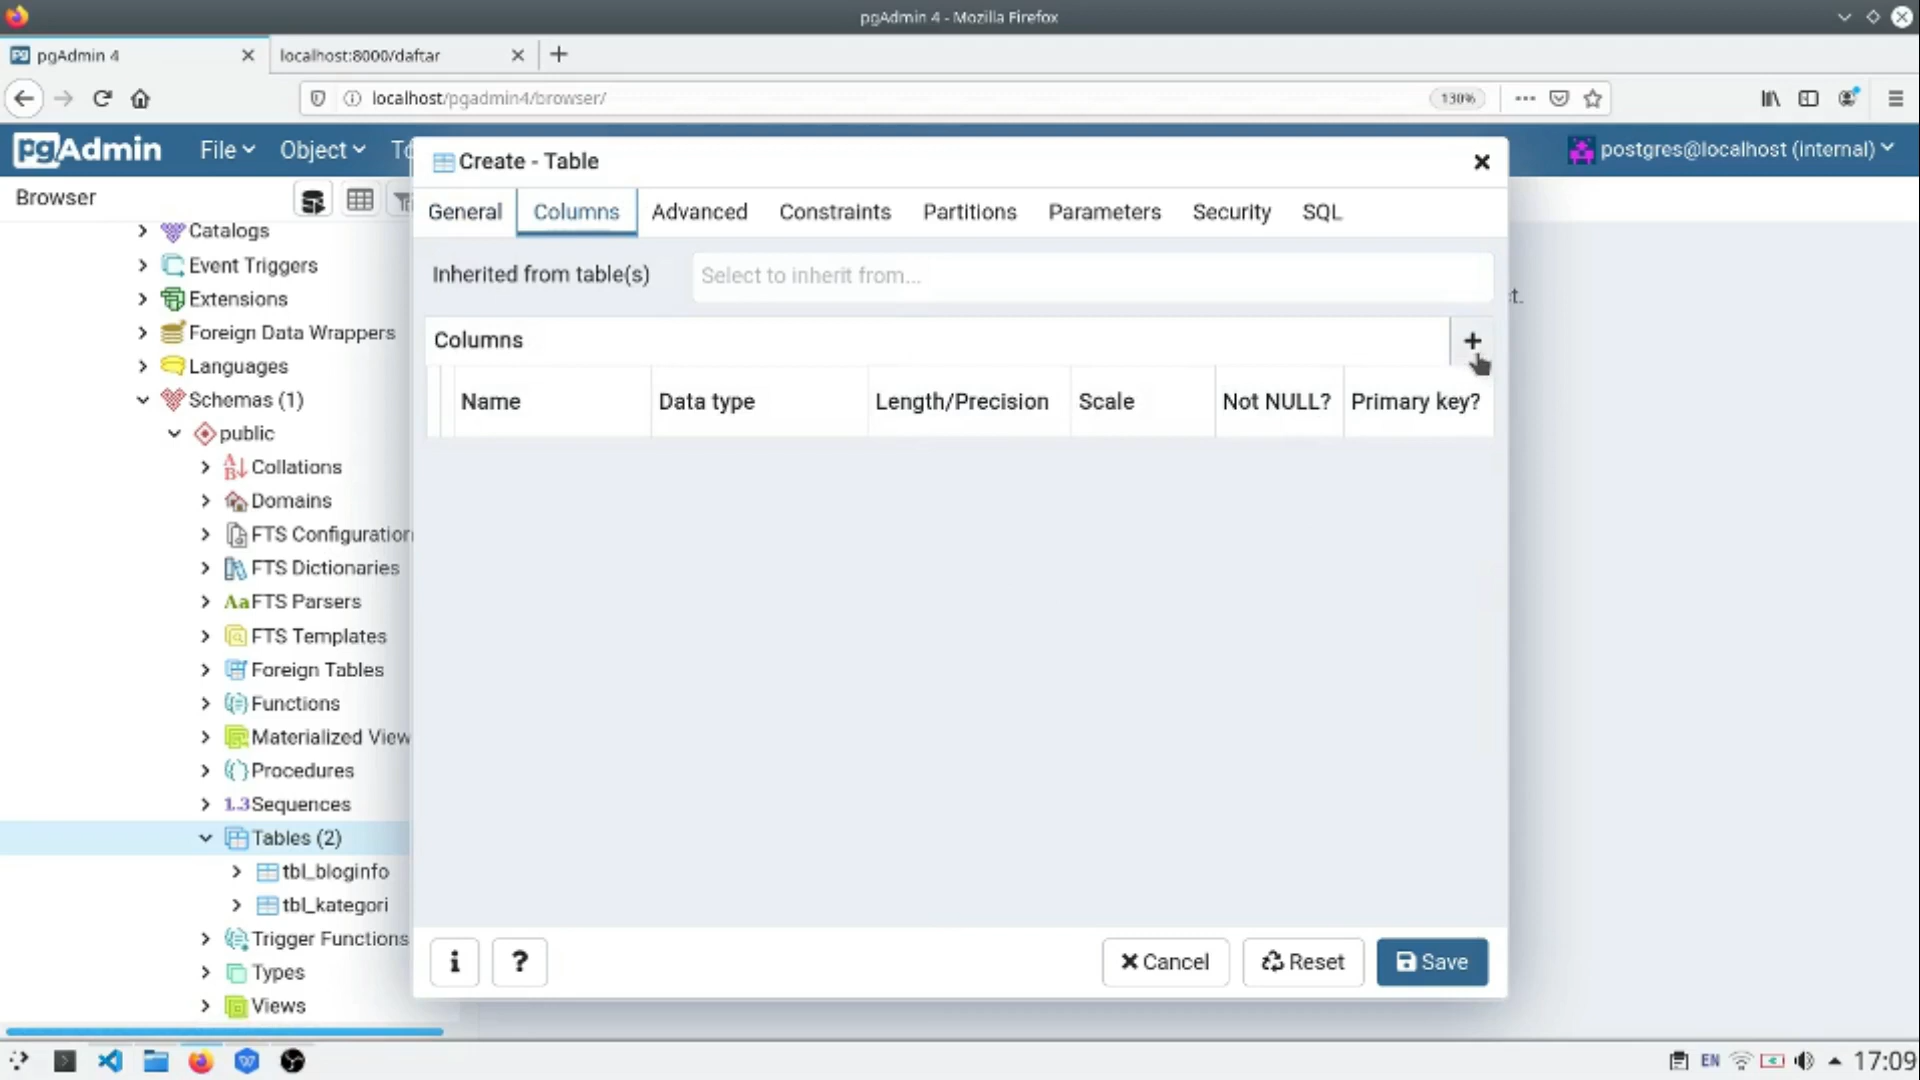 pgAdmin 4 - Mozilla Firefox
pgAdmin 4
localhost:8000/daftar
localhost/pgadmin4/browser/
130%
pgAdmin
File
Object
To
postgres@localhost (internal)
Browser
Catalogs
Event Triggers
Extensions
Foreign Data Wrappers
Languages
Schemas (1)
public
Collations
Domains
FTS Configuration
FTS Dictionaries
Aa FTS Parsers
FTS Templates
Foreign Tables
Functions
Materialized View
Procedures
1.3 Sequences
Tables (2)
tbl_bloginfo
tbl_kategori
Trigger Functions
Types
Views
Create - Table
General
Columns
Advanced
Constraints
Partitions
Parameters
Security
SQL
Inherited from table(s)
Select to inherit from...
t.
Columns
Name
Data type
Length/Precision
Scale
Not NULL?
Primary key?
i
?
Cancel
Reset
Save
EN
17:09